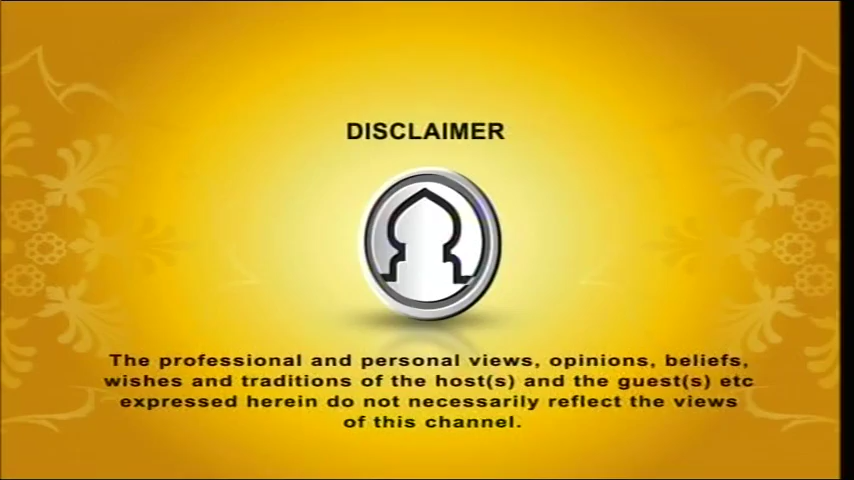 DISCLAIMER
The professional and personal views, opinions, beliefs,
wishes and traditions of the host(s) and the guest(s) etc
expressed herein do not necessarily reflect the views
of this channel.